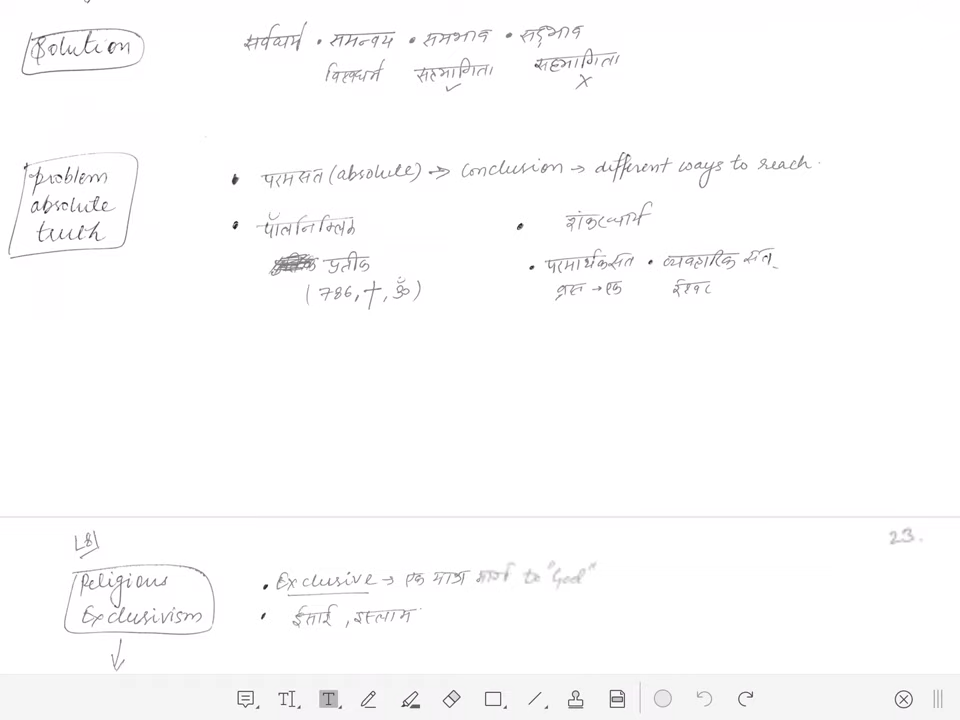 Solution
सर्वधर्म • समन्वय • समभाव • सद्भाव
विश्वधर्म सहभागिता सहभागिता
✓ X
problem absolute truth
• परमसत (absolute) → Conclusion → different ways to reach.
• पॉलनिम्लिक • शंकराचार्य
प्रतीक • परमार्थिकसत • व्यवहारिक सत
(786, †, ॐ) ब्रह्म → एक ईश्वर
[8] 23.
Religious Exclusivism
• Exclusive → एक मात्र मार्ग to "God"
• ईसाई, इस्लाम